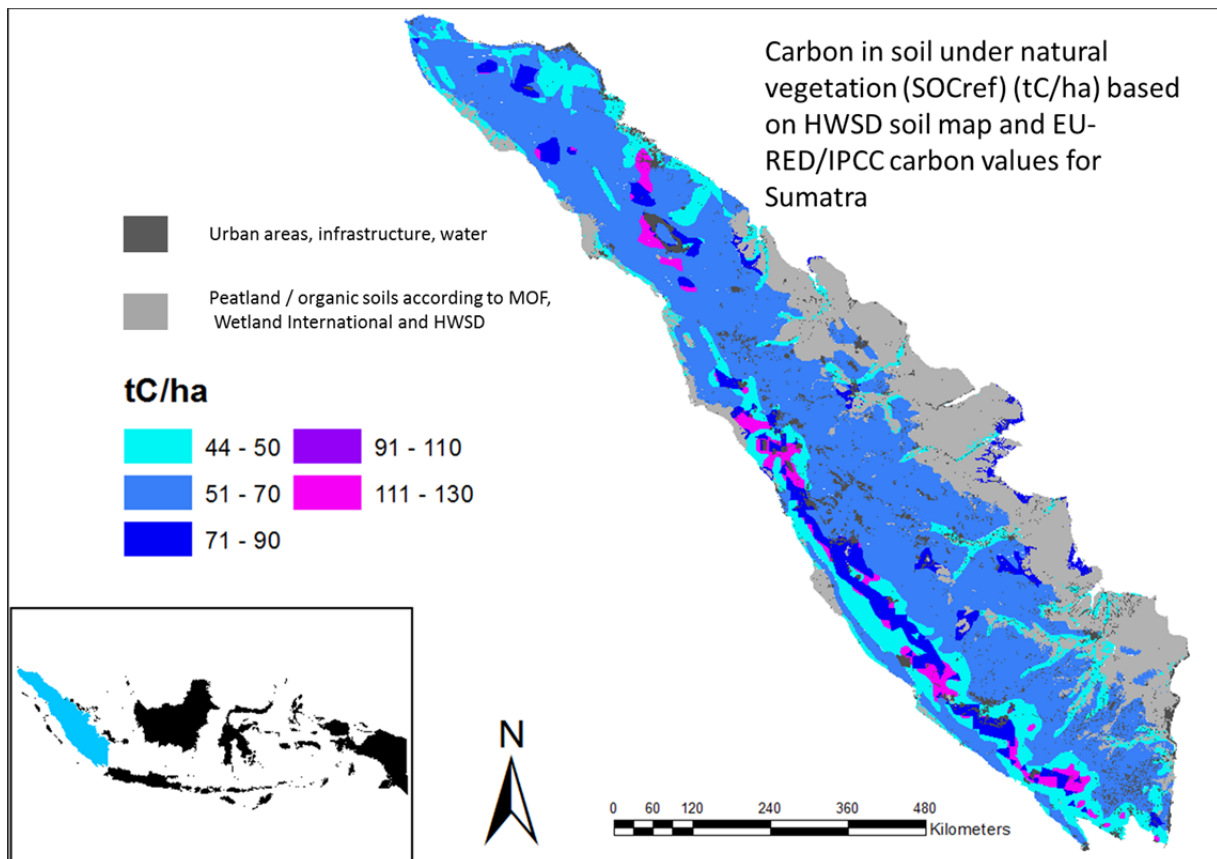 Carbon in soil under natural
vegetation (SOCref) (tC/ha) based
on HWSD soil map and EU-
RED/IPCC carbon values for
Sumatra
Urban areas, infrastructure, water
Peatland / organic soils according to MOF,
Wetland International and HWSD
tC/ha
44 - 50
91 - 110
51 - 70
111 - 130
71 - 90
N
0 60 120 240 360 480
Kilometers